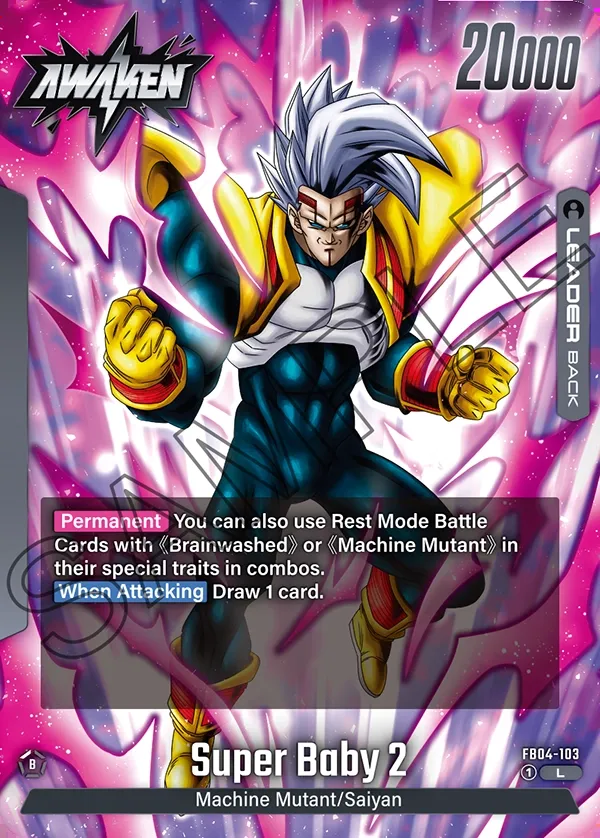 AWAKEN
20000
LEADER BACK
Permanent You can also use Rest Mode Battle
Cards with 《Brainwashed》 or 《Machine Mutant》 in
their special traits in combos.
When Attacking Draw 1 card.
SAMPLE
B
Super Baby 2
FB04-103
1 L
Machine Mutant/Saiyan